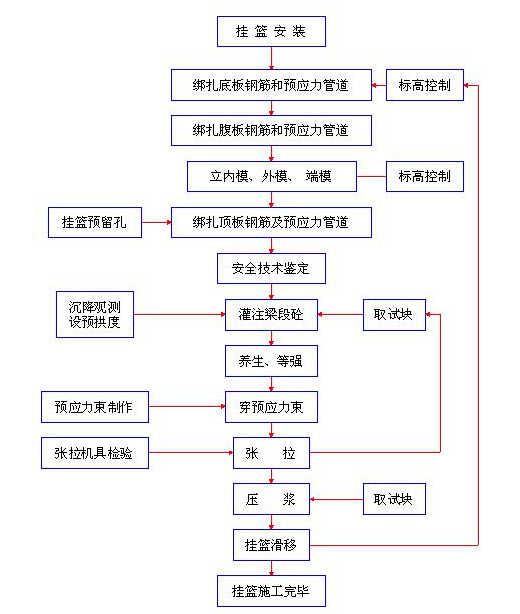 挂 篮 安 装
绑扎底板钢筋和预应力管道
标高控制
绑扎腹板钢筋和预应力管道
立内模、外模、 端模
标高控制
挂篮预留孔
绑扎顶板钢筋及预应力管道
安全技术鉴定
沉降观测
设预拱度
灌注梁段砼
取试块
养生、等强
预应力束制作
穿预应力束
张拉机具检验
张 拉
压 浆
取试块
挂篮滑移
挂篮施工完毕